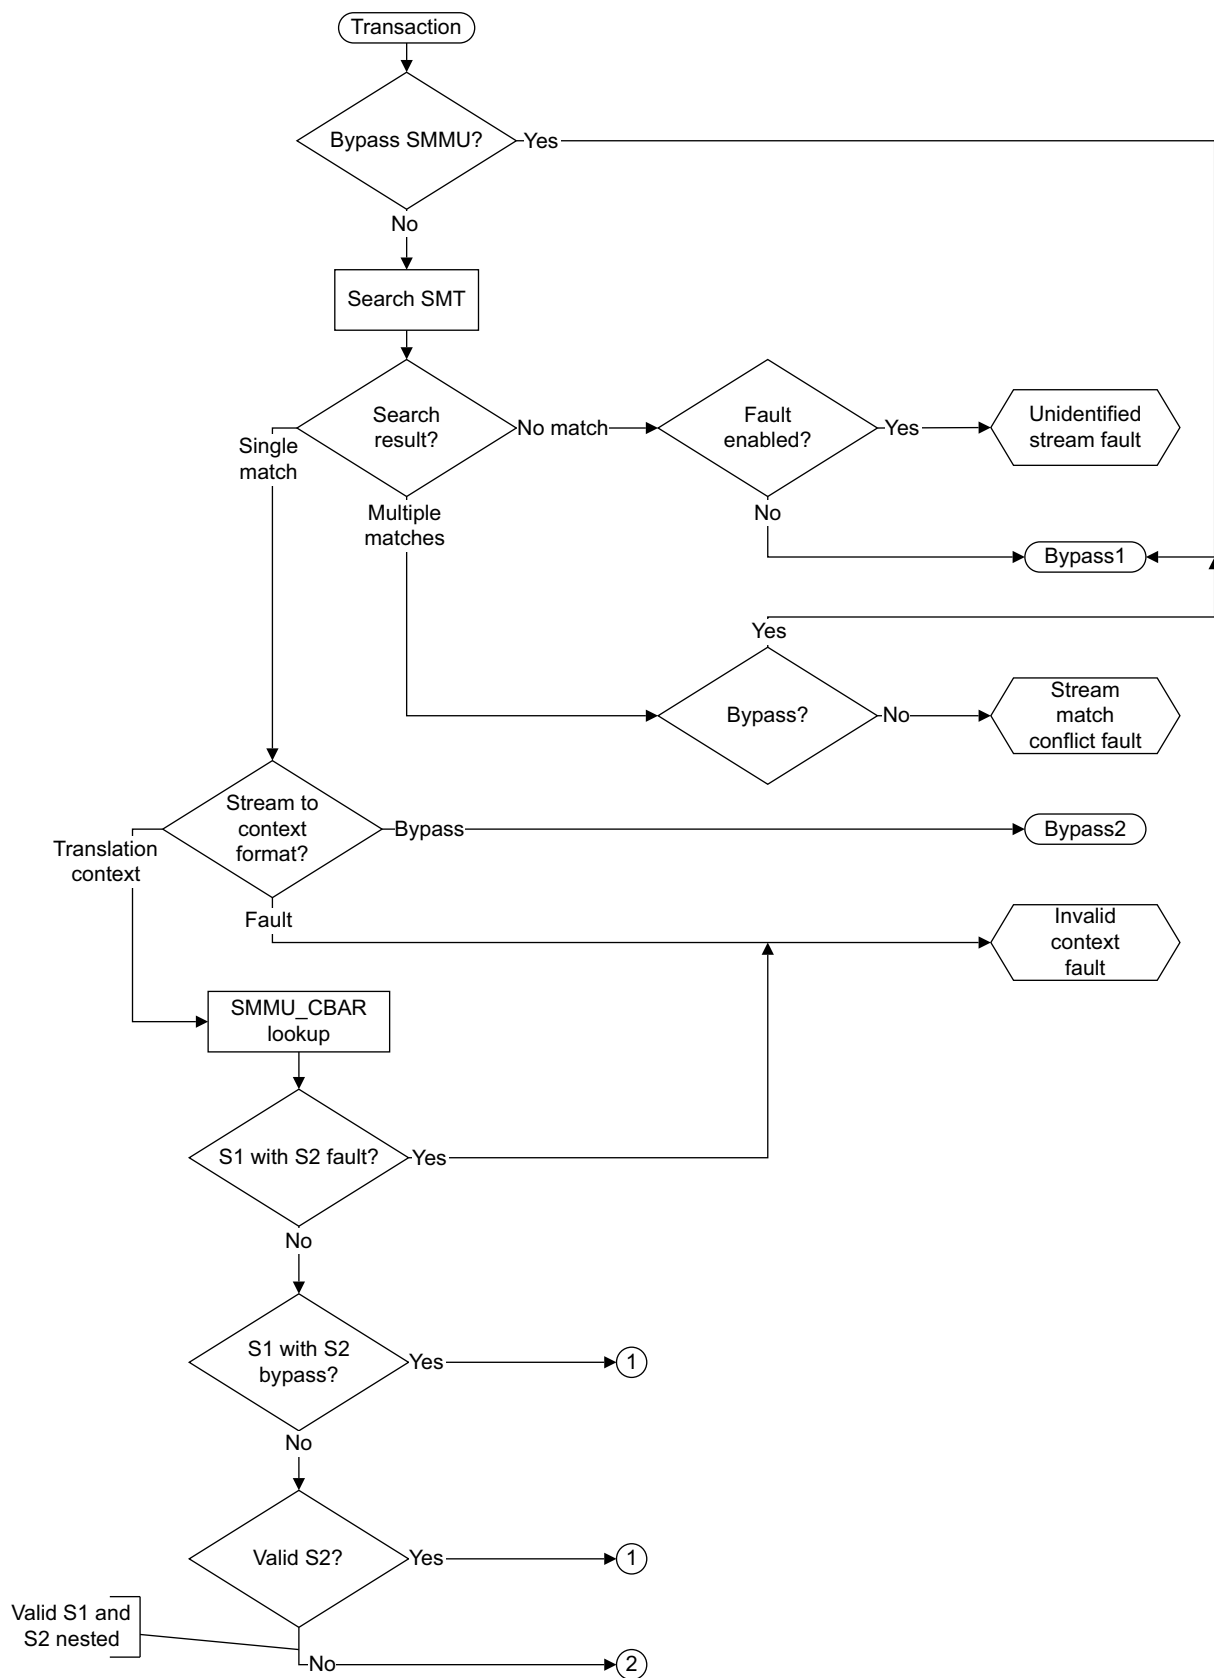 Transaction
Bypass SMMU?
Yes
No
Search SMT
Search
result?
No match
Fault
enabled?
Yes
Unidentified
stream fault
Single
match
Multiple
matches
No
Bypass1
Yes
Bypass?
No
Stream
match
conflict fault
Stream to
context
format?
Bypass
Bypass2
Translation
context
Fault
Invalid
context
fault
SMMU_CBAR
lookup
S1 with S2 fault?
Yes
No
S1 with S2
bypass?
Yes
1
No
Valid S2?
Yes
1
Valid S1 and
S2 nested
No
2